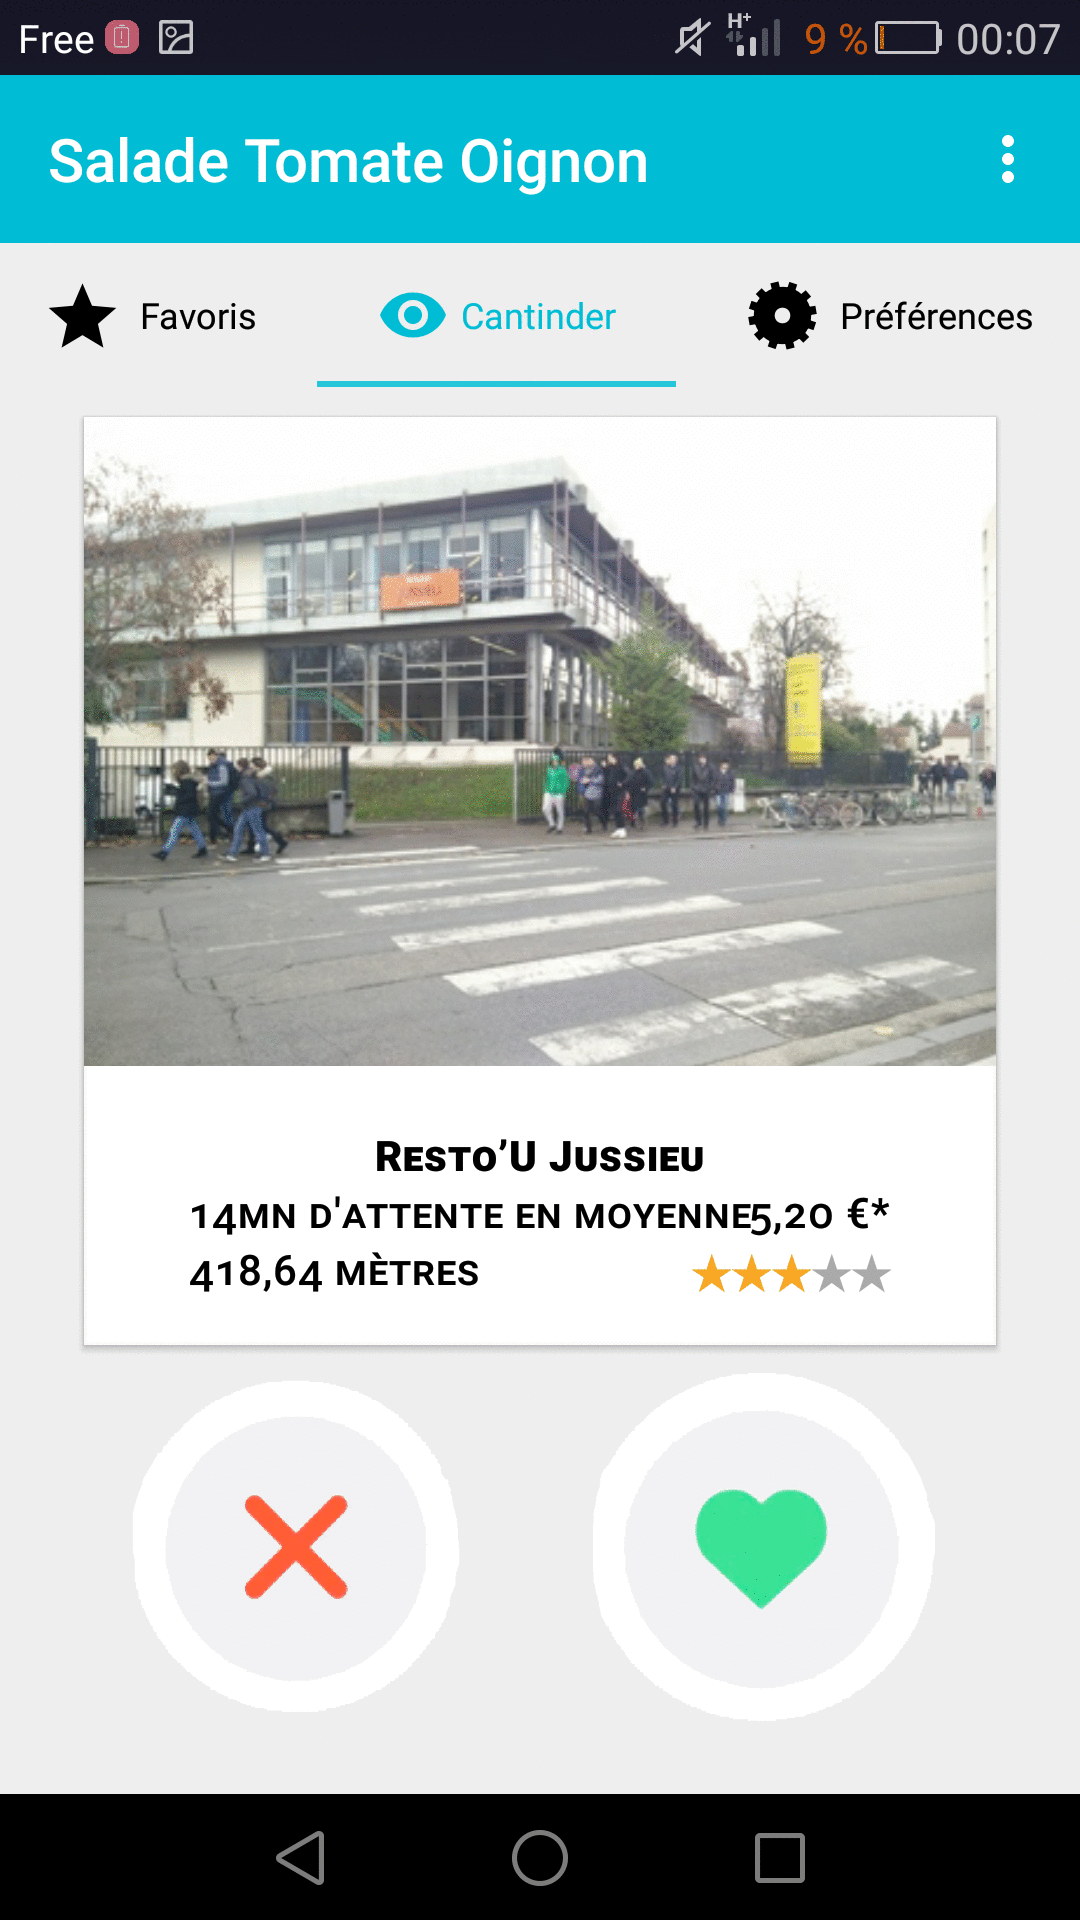 Free H+ 9 % 00:07
Salade Tomate Oignon
Favoris Cantinder Préférences
Resto’U Jussieu
14mn d'attente en moyenne5,20 €*
418,64 mètres